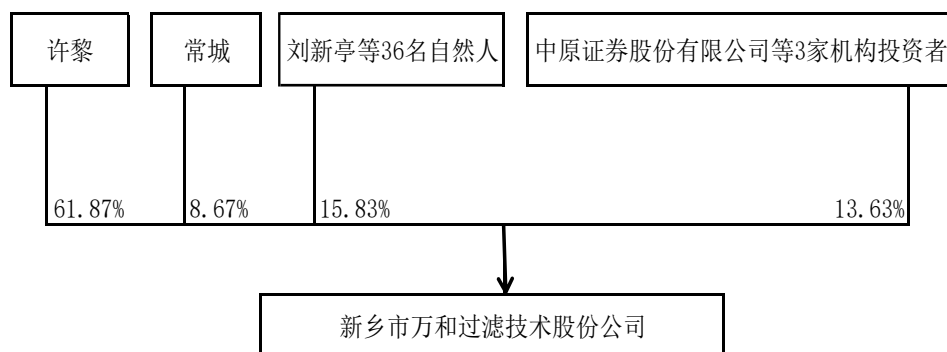 许黎
常城
刘新亭等36名自然人
中原证券股份有限公司等3家机构投资者
61.87%
8.67%
15.83%
13.63%
新乡市万和过滤技术股份公司